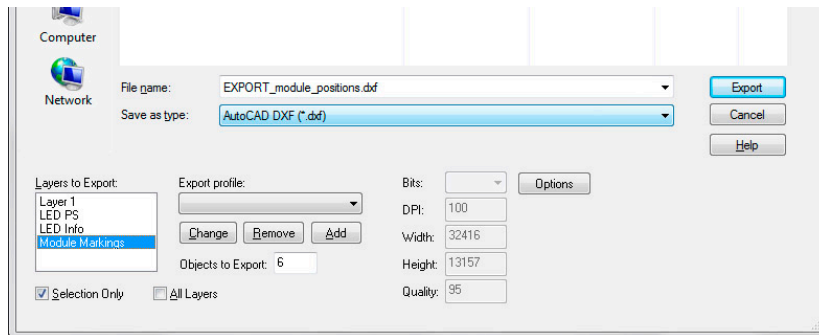 Computer
Network
File name: EXPORT_module_positions.dxf
Export
Save as type: AutoCAD DXF (*.dxf)
Cancel
Help
Layers to Export:
Layer 1
LED PS
LED Info
Module Markings
Selection Only
All Layers
Export profile:
Change Remove Add
Objects to Export: 6
Bits:
Options
DPI: 100
Width: 32416
Height: 13157
Quality: 95